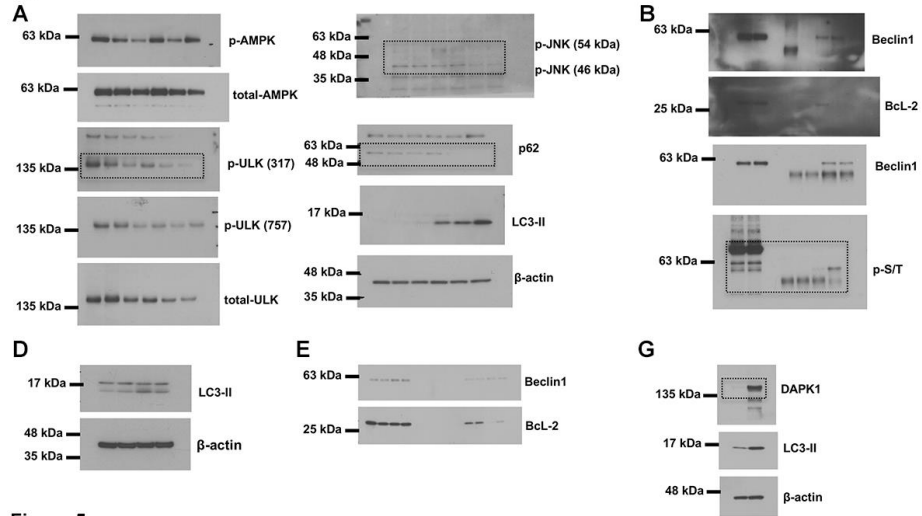 A
63 kDa
p-AMPK
63 kDa
total-AMPK
135 kDa
p-ULK (317)
135 kDa
p-ULK (757)
135 kDa
total-ULK
63 kDa
48 kDa
35 kDa
p-JNK (54 kDa)
p-JNK (46 kDa)
63 kDa
48 kDa
p62
17 kDa
LC3-II
48 kDa
35 kDa
β-actin
B
63 kDa
Beclin1
25 kDa
BcL-2
63 kDa
Beclin1
63 kDa
p-S/T
D
17 kDa
LC3-II
48 kDa
35 kDa
β-actin
E
63 kDa
Beclin1
25 kDa
BcL-2
G
135 kDa
DAPK1
17 kDa
LC3-II
48 kDa
β-actin